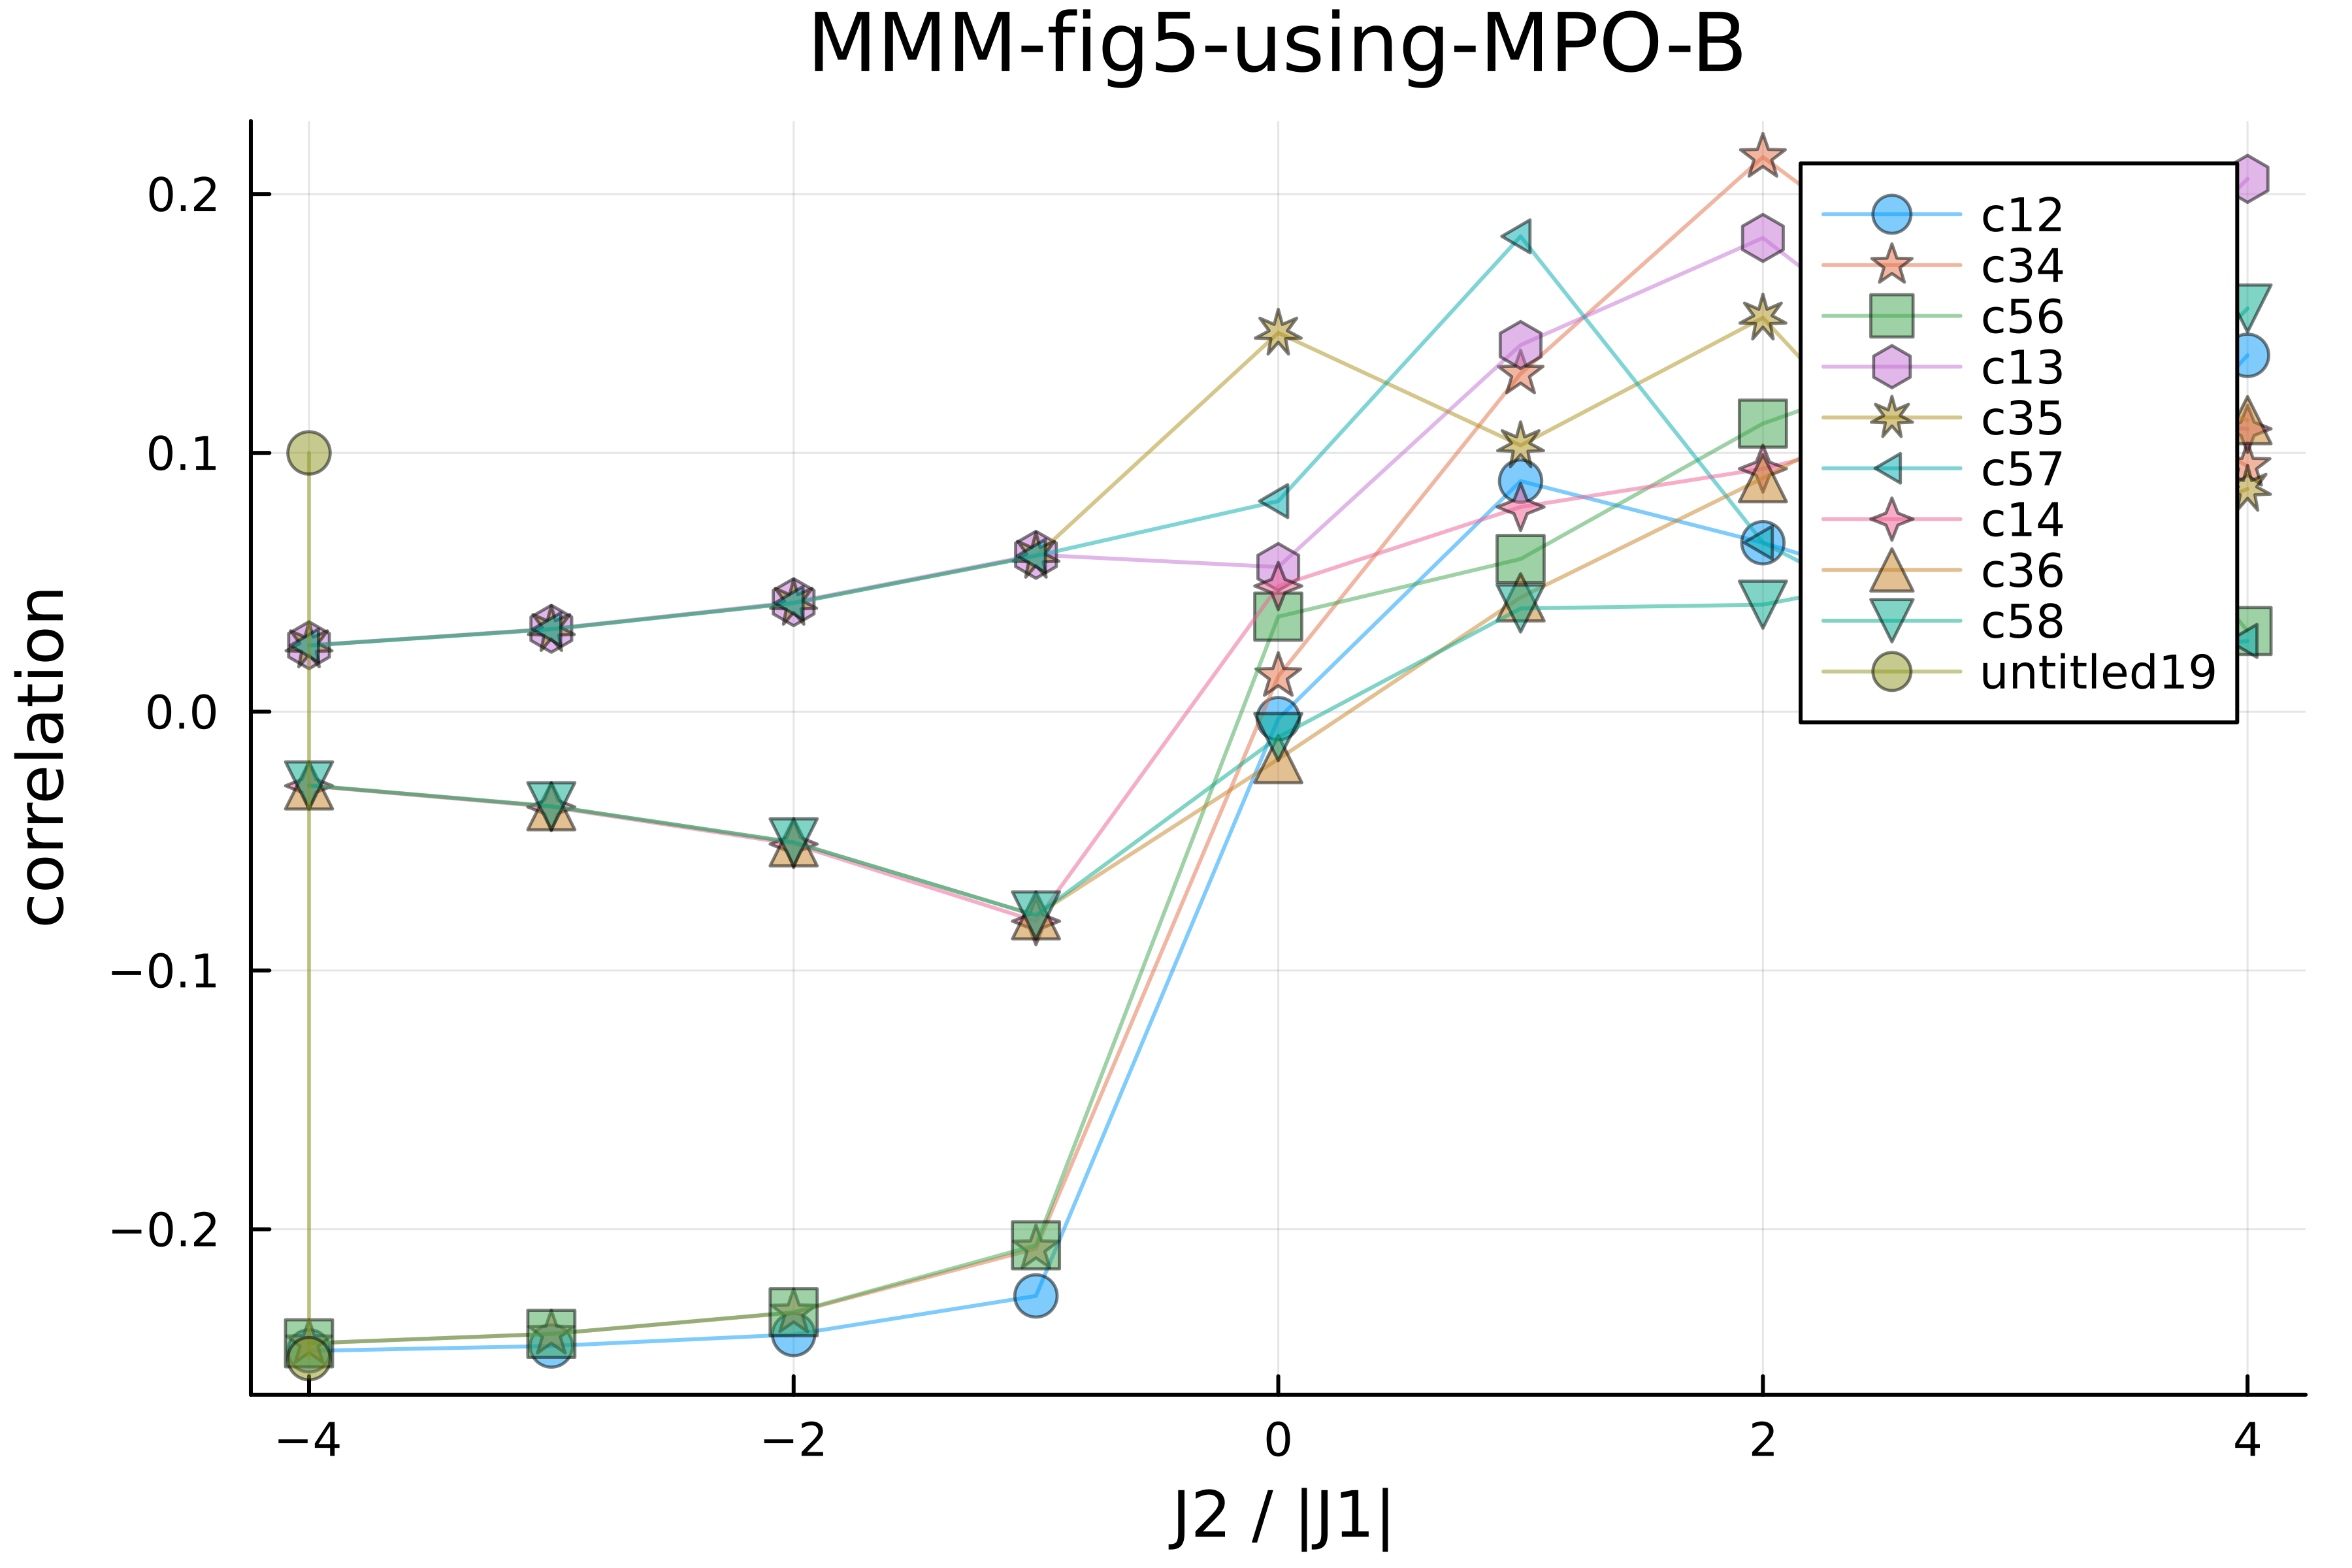 MMM-fig5-using-MPO-B
correlation
0.2
0.1
0.0
−0.1
−0.2
c12
c34
c56
c13
c35
c57
c14
c36
c58
untitled19
−4
−2
0
2
4
J2 / |J1|